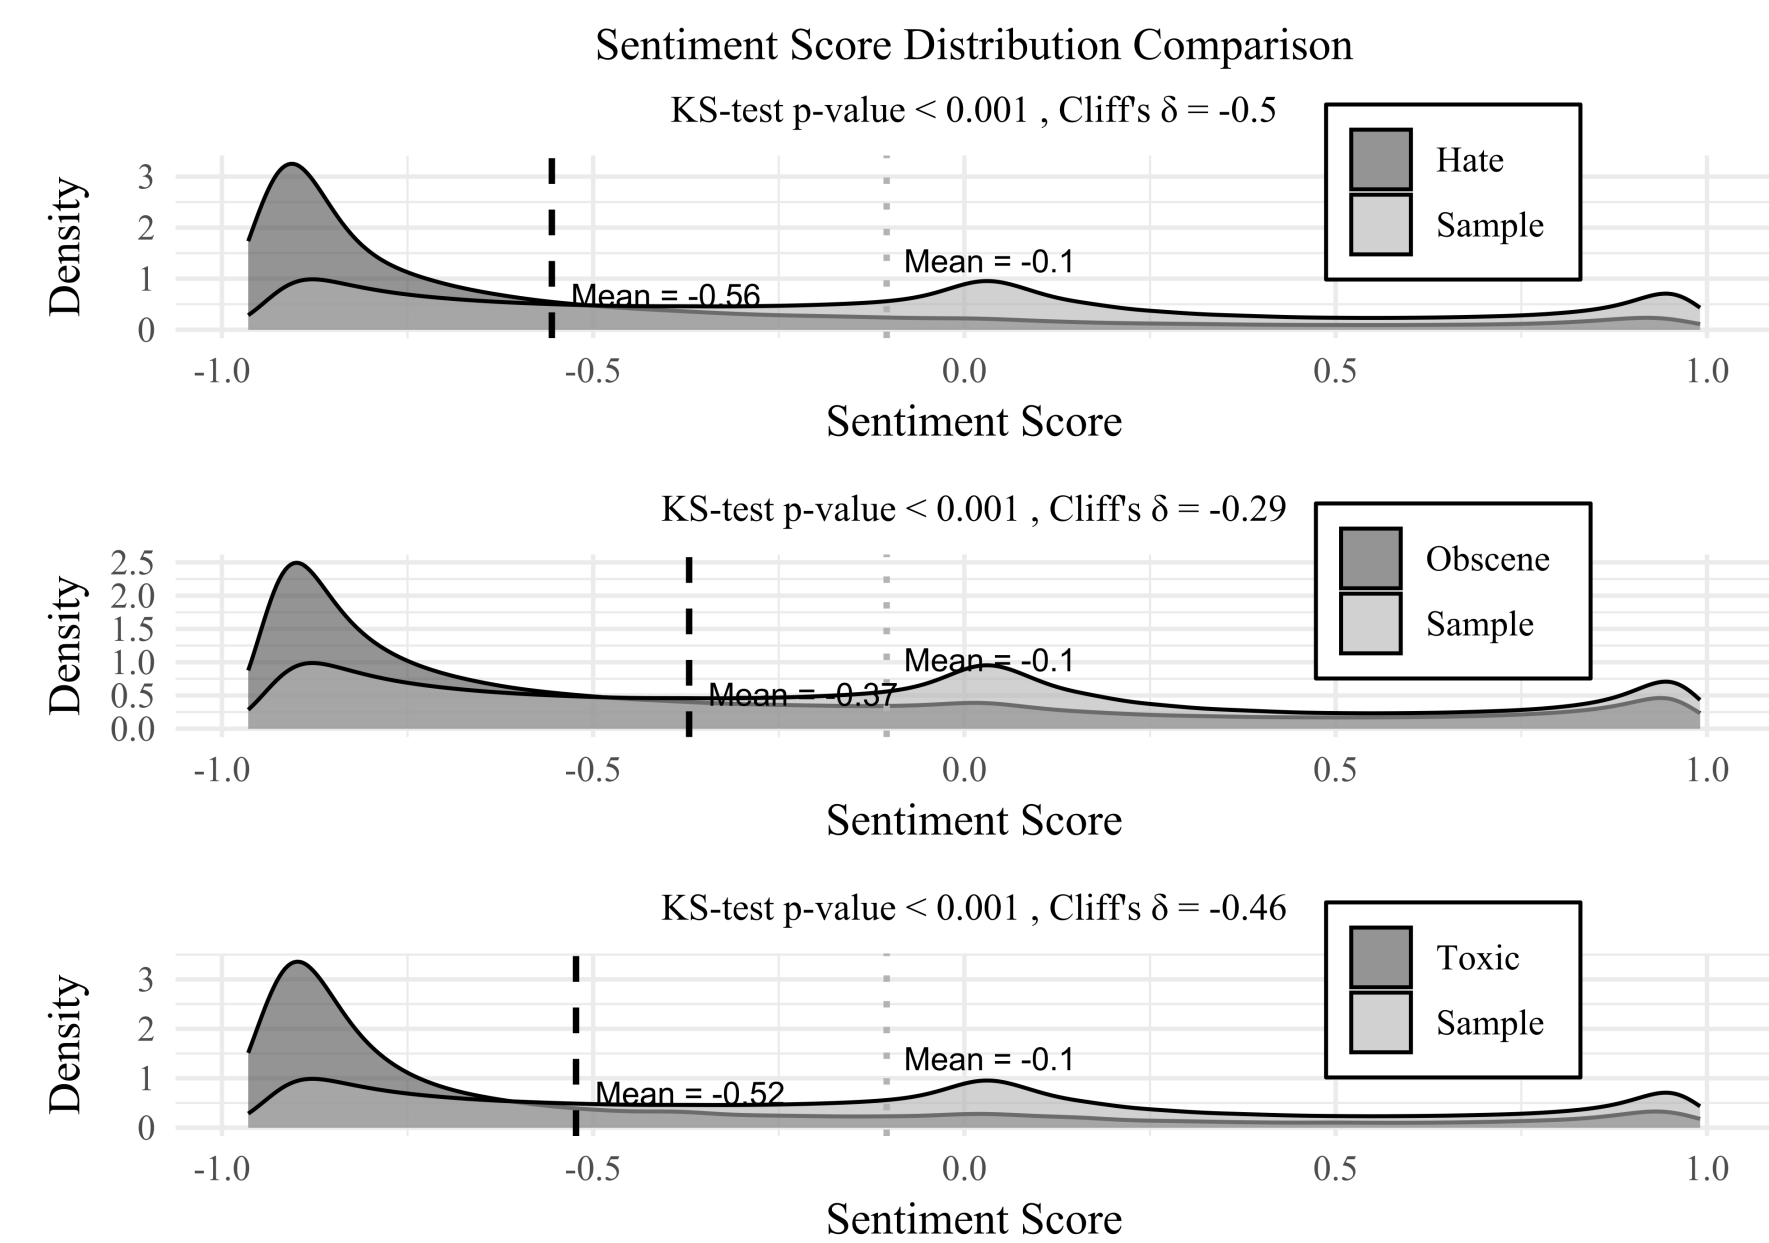 Sentiment Score Distribution Comparison
KS-test p-value < 0.001 , Cliff's δ = -0.5
Hate
Sample
Density
3
2
1
0
Mean = -0.1
Mean = -0.56
-1.0 -0.5 0.0 0.5 1.0
Sentiment Score
KS-test p-value < 0.001 , Cliff's δ = -0.29
Obscene
Sample
Density
2.5
2.0
1.5
1.0
0.5
0.0
Mean = -0.1
Mean = -0.37
-1.0 -0.5 0.0 0.5 1.0
Sentiment Score
KS-test p-value < 0.001 , Cliff's δ = -0.46
Toxic
Sample
Density
3
2
1
0
Mean = -0.1
Mean = -0.52
-1.0 -0.5 0.0 0.5 1.0
Sentiment Score